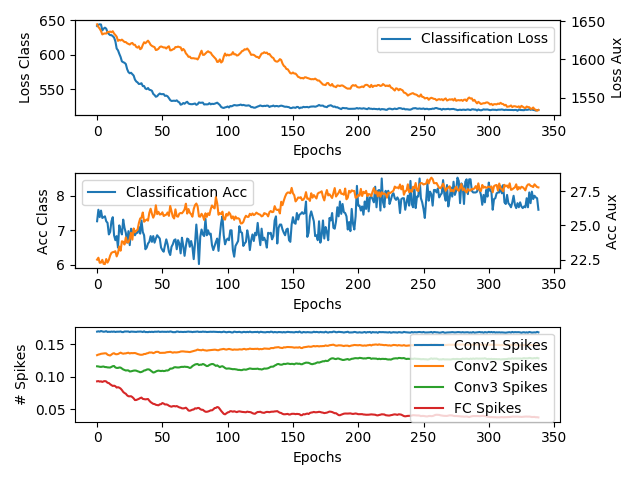 650
600
550
Loss Class
1650
1600
1550
Loss Aux
Classification Loss
0 50 100 150 200 250 300 350
Epochs
8
7
6
Acc Class
27.5
25.0
22.5
Acc Aux
Classification Acc
0 50 100 150 200 250 300 350
Epochs
0.15
0.10
0.05
# Spikes
Conv1 Spikes
Conv2 Spikes
Conv3 Spikes
FC Spikes
0 50 100 150 200 250 300 350
Epochs